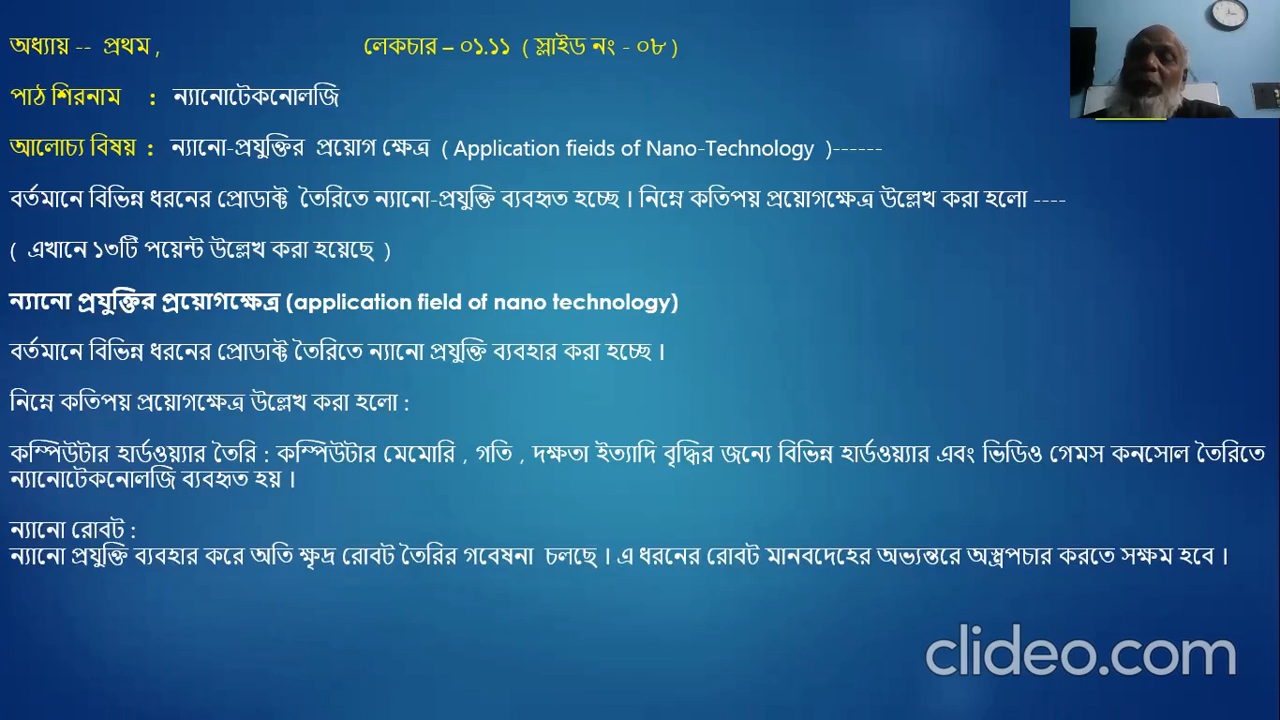 অধ্যায় -- প্রথম , লেকচার – ০১.১১ ( স্লাইড নং - ০৮ )
পাঠ শিরনাম : ন্যানোটেকনোলজি
আলোচ্য বিষয় : ন্যানো-প্রযুক্তির প্রয়োগ ক্ষেত্র ( Application fieids of Nano-Technology )------
বর্তমানে বিভিন্ন ধরনের প্রোডাক্ট তৈরিতে ন্যানো-প্রযুক্তি ব্যবহৃত হচ্ছে । নিম্নে কতিপয় প্রয়োগক্ষেত্র উল্লেখ করা হলো ----
( এখানে ১৩টি পয়েন্ট উল্লেখ করা হয়েছে )
ন্যানো প্রযুক্তির প্রয়োগক্ষেত্র (application field of nano technology)
বর্তমানে বিভিন্ন ধরনের প্রোডাক্ট তৈরিতে ন্যানো প্রযুক্তি ব্যবহার করা হচ্ছে ।
নিম্নে কতিপয় প্রয়োগক্ষেত্র উল্লেখ করা হলো :
কম্পিউটার হার্ডওয়্যার তৈরি : কম্পিউটার মেমোরি , গতি , দক্ষতা ইত্যাদি বৃদ্ধির জন্যে বিভিন্ন হার্ডওয়্যার এবং ভিডিও গেমস কনসোল তৈরিতে
ন্যানোটেকনোলজি ব্যবহৃত হয় ।
ন্যানো রোবট :
ন্যানো প্রযুক্তি ব্যবহার করে অতি ক্ষৃদ্র রোবট তৈরির গবেষনা চলছে । এ ধরনের রোবট মানবদেহের অভ্যন্তরে অস্ত্রপচার করতে সক্ষম হবে ।
clideo.com